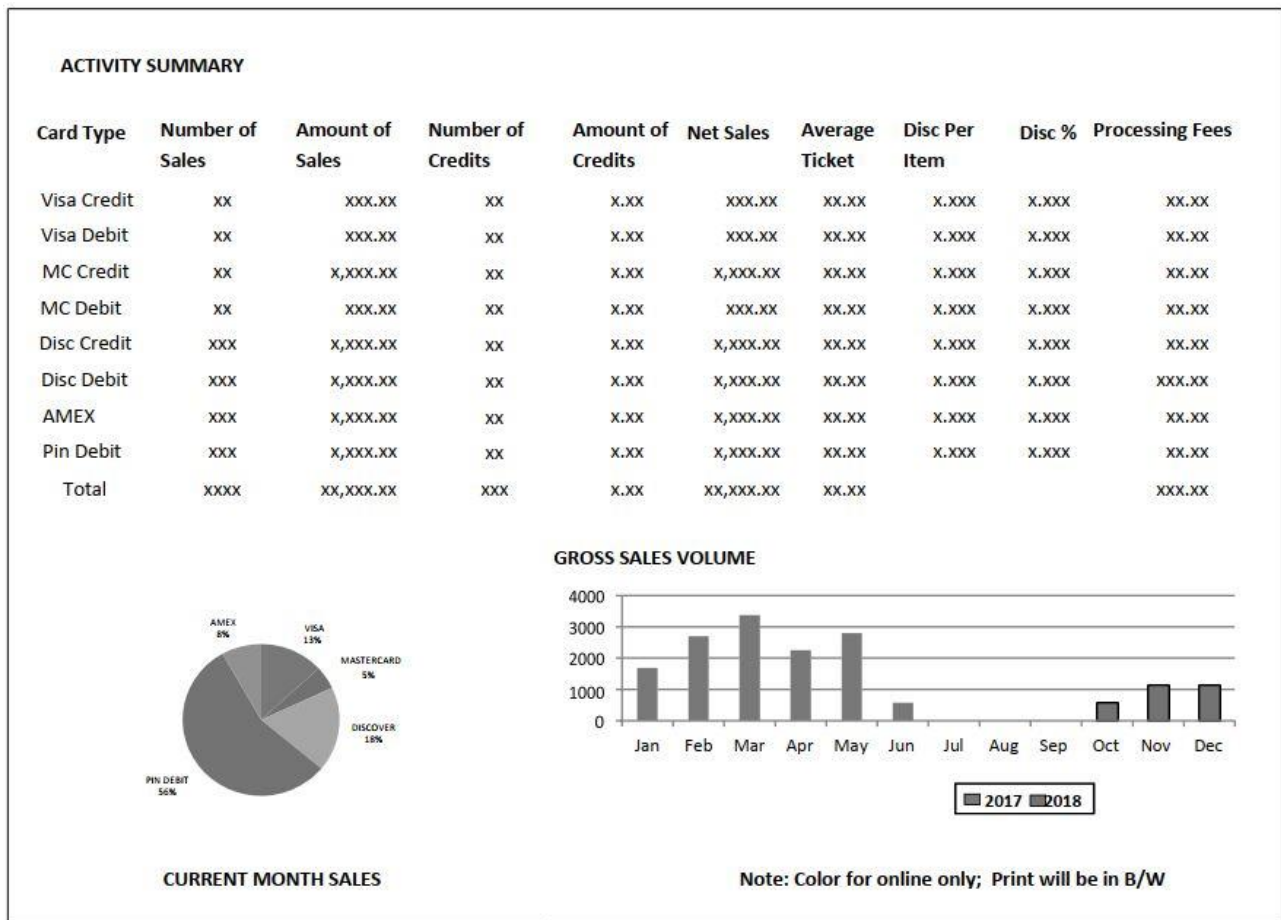 ACTIVITY SUMMARY
Card Type Number of Sales Amount of Sales Number of Credits Amount of Credits Net Sales Average Ticket Disc Per Item Disc % Processing Fees
Visa Credit xx xxx.xx xx x.xx xxx.xx xx.xx x.xxx x.xxx xx.xx
Visa Debit xx xxx.xx xx x.xx xxx.xx xx.xx x.xxx x.xxx xx.xx
MC Credit xx x,xxx.xx xx x.xx x,xxx.xx xx.xx x.xxx x.xxx xx.xx
MC Debit xx xxx.xx xx x.xx xxx.xx xx.xx x.xxx x.xxx xx.xx
Disc Credit xxx x,xxx.xx xx x.xx x,xxx.xx xx.xx x.xxx x.xxx xx.xx
Disc Debit xxx x,xxx.xx xx x.xx x,xxx.xx xx.xx x.xxx x.xxx xxx.xx
AMEX xxx x,xxx.xx xx x.xx x,xxx.xx xx.xx x.xxx x.xxx xx.xx
Pin Debit xxx x,xxx.xx xx x.xx x,xxx.xx xx.xx x.xxx x.xxx xx.xx
Total xxxx xx,xxx.xx xxx x.xx xx,xxx.xx xx.xx xxx.xx
AMEX
8%
VISA
13%
MASTERCARD
5%
DISCOVER
18%
PIN DEBIT
56%
CURRENT MONTH SALES
GROSS SALES VOLUME
4000
3000
2000
1000
0
Jan Feb Mar Apr May Jun Jul Aug Sep Oct Nov Dec
2017 2018
Note: Color for online only; Print will be in B/W